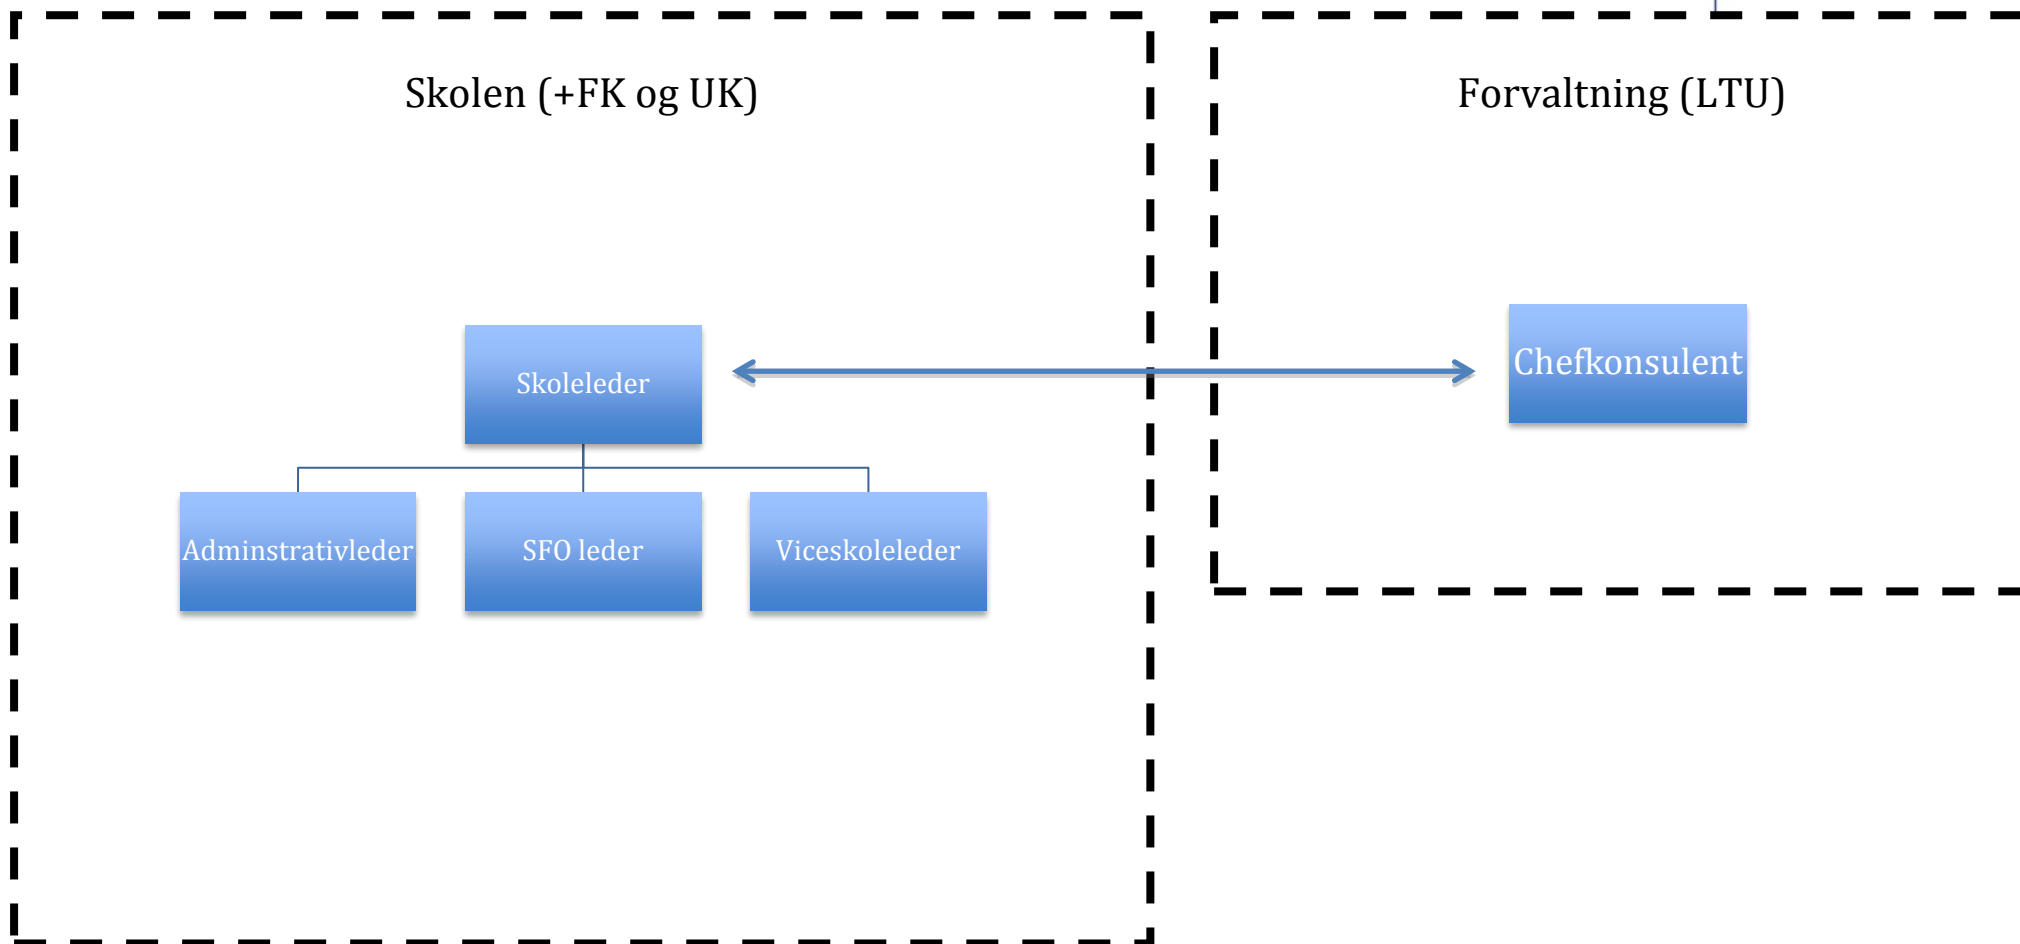 Skolen (+FK og UK)
Forvaltning (LTU)
Skoleleder
Chefkonsulent
Adminstrativleder
SFO leder
Viceskoleleder